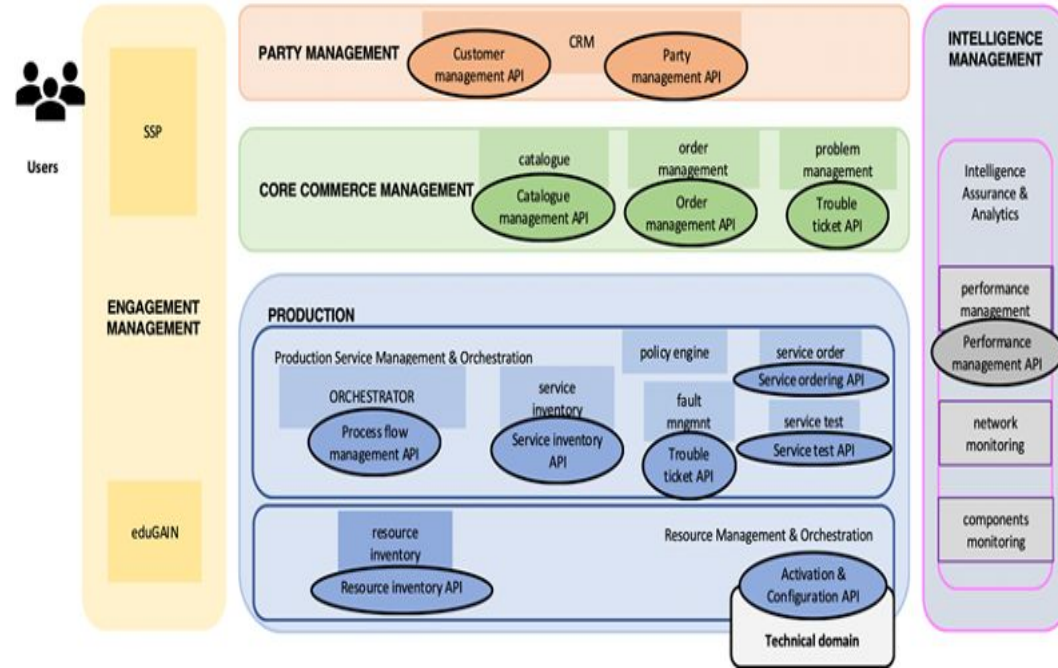 Users
SSP
ENGAGEMENT
MANAGEMENT
eduGAIN
PARTY MANAGEMENT
CRM
Customer
management API
Party
management API
CORE COMMERCE MANAGEMENT
catalogue
Catalogue
management API
order
management
Order
management API
problem
management
Trouble
ticket API
PRODUCTION
Production Service Management & Orchestration
ORCHESTRATOR
Process flow
management API
service
inventory
Service inventory
API
policy engine
fault
mngmnt
Trouble
ticket API
service order
Service ordering API
service test
Service test API
resource
inventory
Resource inventory API
Resource Management & Orchestration
Activation &
Configuration API
Technical domain
INTELLIGENCE
MANAGEMENT
Intelligence
Assurance &
Analytics
performance
management
Performance
management API
network
monitoring
components
monitoring